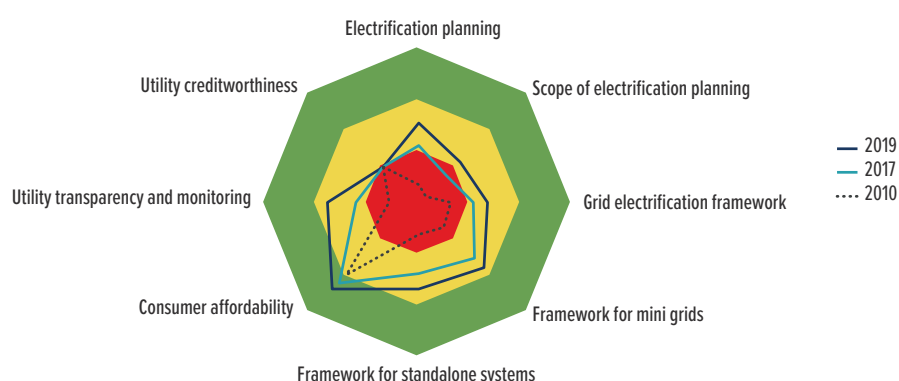 Electrification planning
Utility creditworthiness
Scope of electrification planning
2019
2017
2010
Utility transparency and monitoring
Grid electrification framework
Consumer affordability
Framework for mini grids
Framework for standalone systems